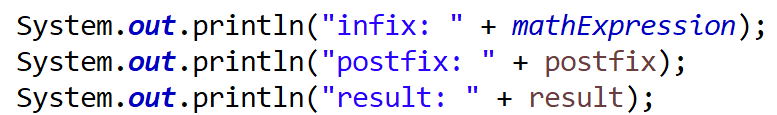 System.out.println("infix: " + mathExpression);
System.out.println("postfix: " + postfix);
System.out.println("result: " + result);